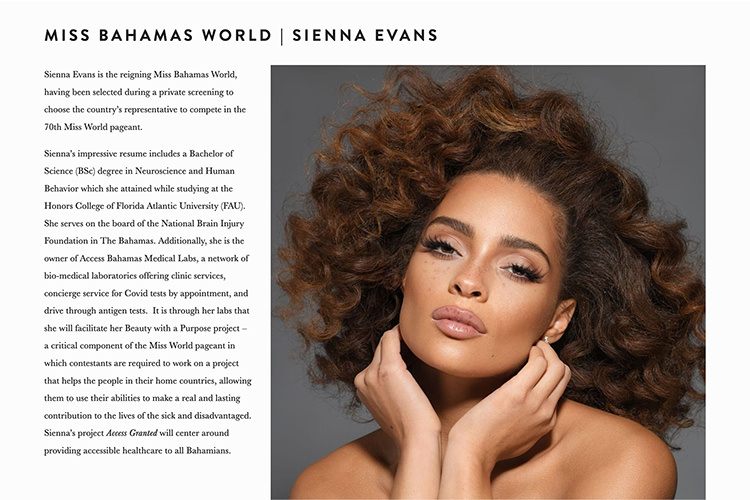 MISS BAHAMAS WORLD | SIENNA EVANS
Sienna Evans is the reigning Miss Bahamas World,
having been selected during a private screening to
choose the country's representative to compete in the
70th Miss World pageant.
Sienna's impressive resume includes a Bachelor of
Science (BSc) degree in Neuroscience and Human
Behavior which she attained while studying at the
Honors College of Florida Atlantic University (FAU).
She serves on the board of the National Brain Injury
Foundation in The Bahamas. Additionally, she is the
owner of Access Bahamas Medical Labs, a network of
bio-medical laboratories offering clinic services,
concierge service for Covid tests by appointment, and
drive through antigen tests.  It is through her labs that
she will facilitate her Beauty with a Purpose project –
a critical component of the Miss World pageant in
which contestants are required to work on a project
that helps the people in their home countries, allowing
them to use their abilities to make a real and lasting
contribution to the lives of the sick and disadvantaged.
Sienna's project Access Granted will center around
providing accessible healthcare to all Bahamians.